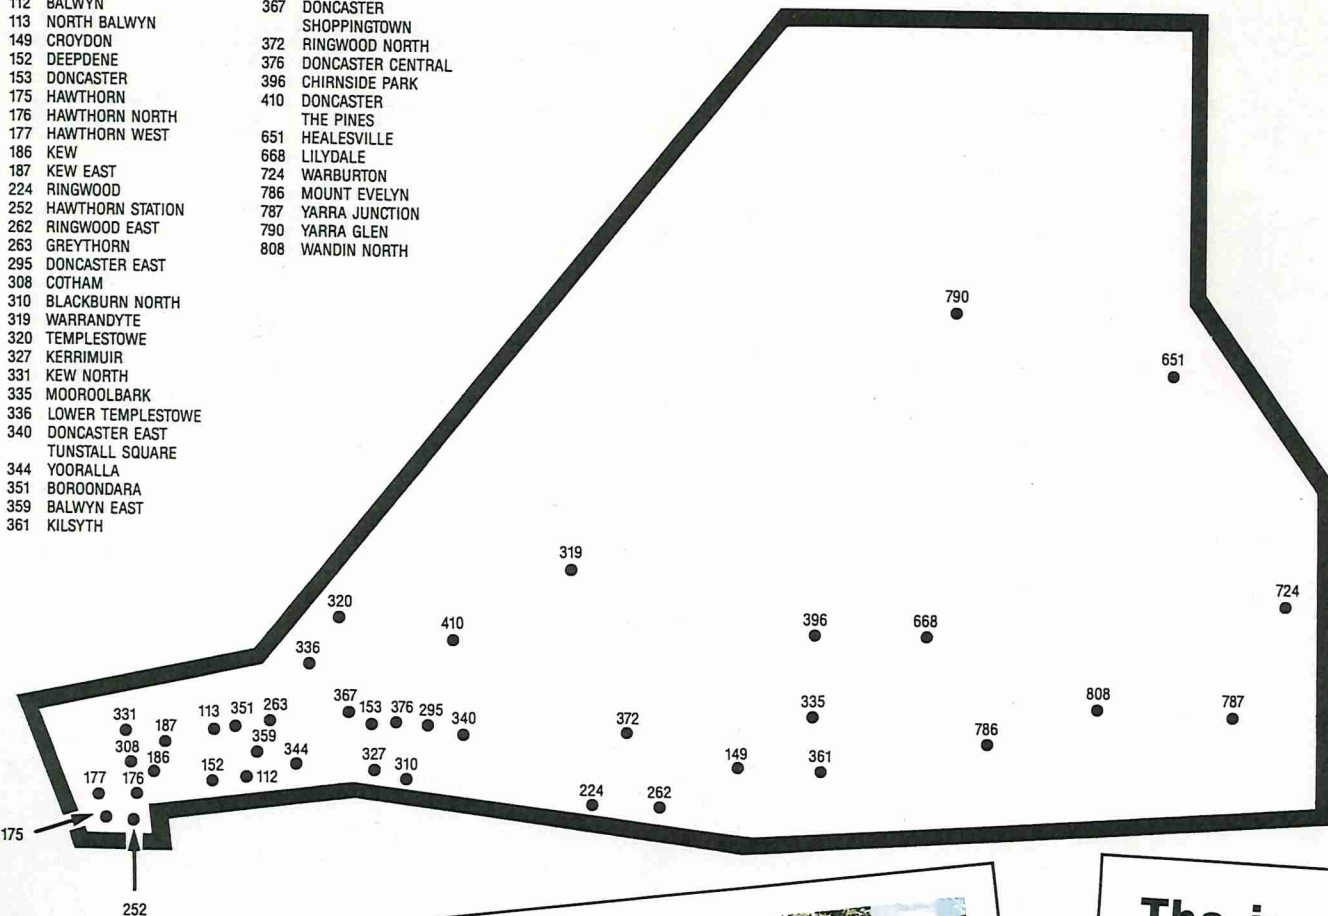 112 BALWYN
113 NORTH BALWYN
149 CROYDON
152 DEEPDENE
153 DONCASTER
175 HAWTHORN
176 HAWTHORN NORTH
177 HAWTHORN WEST
186 KEW
187 KEW EAST
224 RINGWOOD
252 HAWTHORN STATION
262 RINGWOOD EAST
263 GREYTHORN
295 DONCASTER EAST
308 COTHAM
310 BLACKBURN NORTH
319 WARRANDYTE
320 TEMPLESTOWE
327 KERRIMUIR
331 KEW NORTH
335 MOOROOLBARK
336 LOWER TEMPLESTOWE
340 DONCASTER EAST
TUNSTALL SQUARE
344 YOORALLA
351 BOROONDARA
359 BALWYN EAST
361 KILSYTH
367 DONCASTER
SHOPPINGTOWN
372 RINGWOOD NORTH
376 DONCASTER CENTRAL
396 CHIRNSIDE PARK
410 DONCASTER
THE PINES
651 HEALESVILLE
668 LILYDALE
724 WARBURTON
786 MOUNT EVELYN
787 YARRA JUNCTION
790 YARRA GLEN
808 WANDIN NORTH
790
651
319
724
320
410
396
668
336
808
787
331
187
113
351
263
367
153
376
295
340
372
335
786
308
186
359
344
327
310
149
361
177
176
152
112
224
262
175
252
The